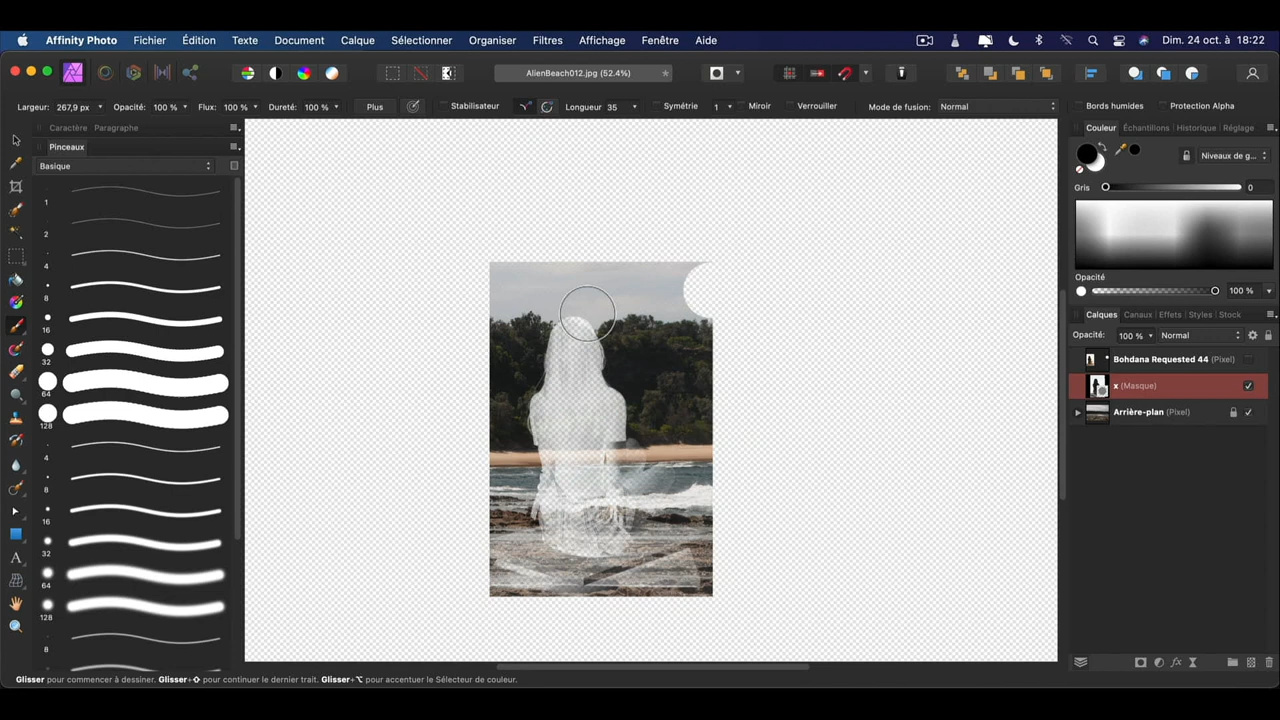 Affinity Photo Fichier Édition Texte Document Calque Sélectionner Organiser Filtres Affichage Fenêtre Aide Dim. 24 oct. à 18:22
AlienBeach012.jpg (52.4%)
Largeur: 267,9 px Opacité: 100 % Flux: 100 % Dureté: 100 % Plus Stabilisateur Longueur 35 Symétrie 1 Miroir Verrouiller Mode de fusion: Normal Bords humides Protection Alpha
Caractère Paragraphe
Pinceaux
Basique
1
2
4
8
16
32
64
128
4
8
16
32
64
128
8
Couleur Échantillons Historique Réglage
Niveaux de g...
Gris 0
Opacité
100 %
Calques Canaux Effets Styles Stock
Opacité: 100 % Normal
Bohdana Requested 44 (Pixel)
x (Masque)
Arrière-plan (Pixel)
Glisser pour commencer à dessiner. Glisser+⇧ pour continuer le dernier trait. Glisser+⌥ pour accentuer le Sélecteur de couleur.